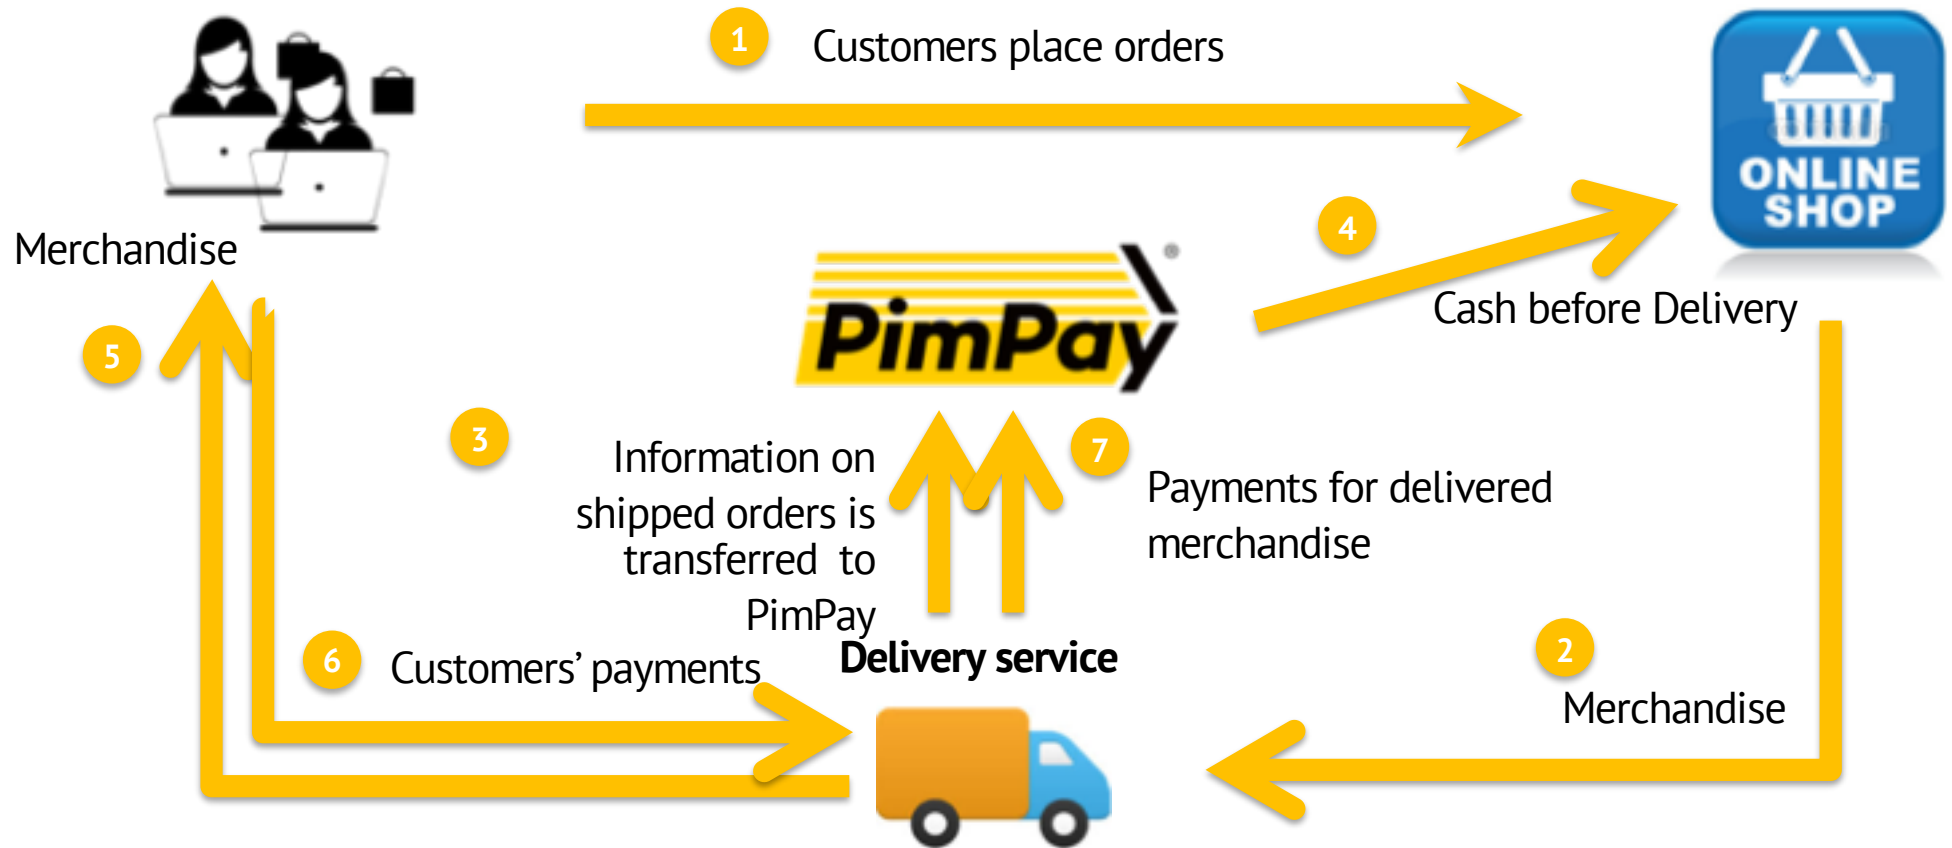 1
Customers place orders
ONLINE
SHOP
4
Merchandise
PimPay®
Cash before Delivery
5
3
7
Information on
shipped orders is
transferred to
PimPay
Payments for delivered
merchandise
6
Customers’ payments
Delivery service
2
Merchandise